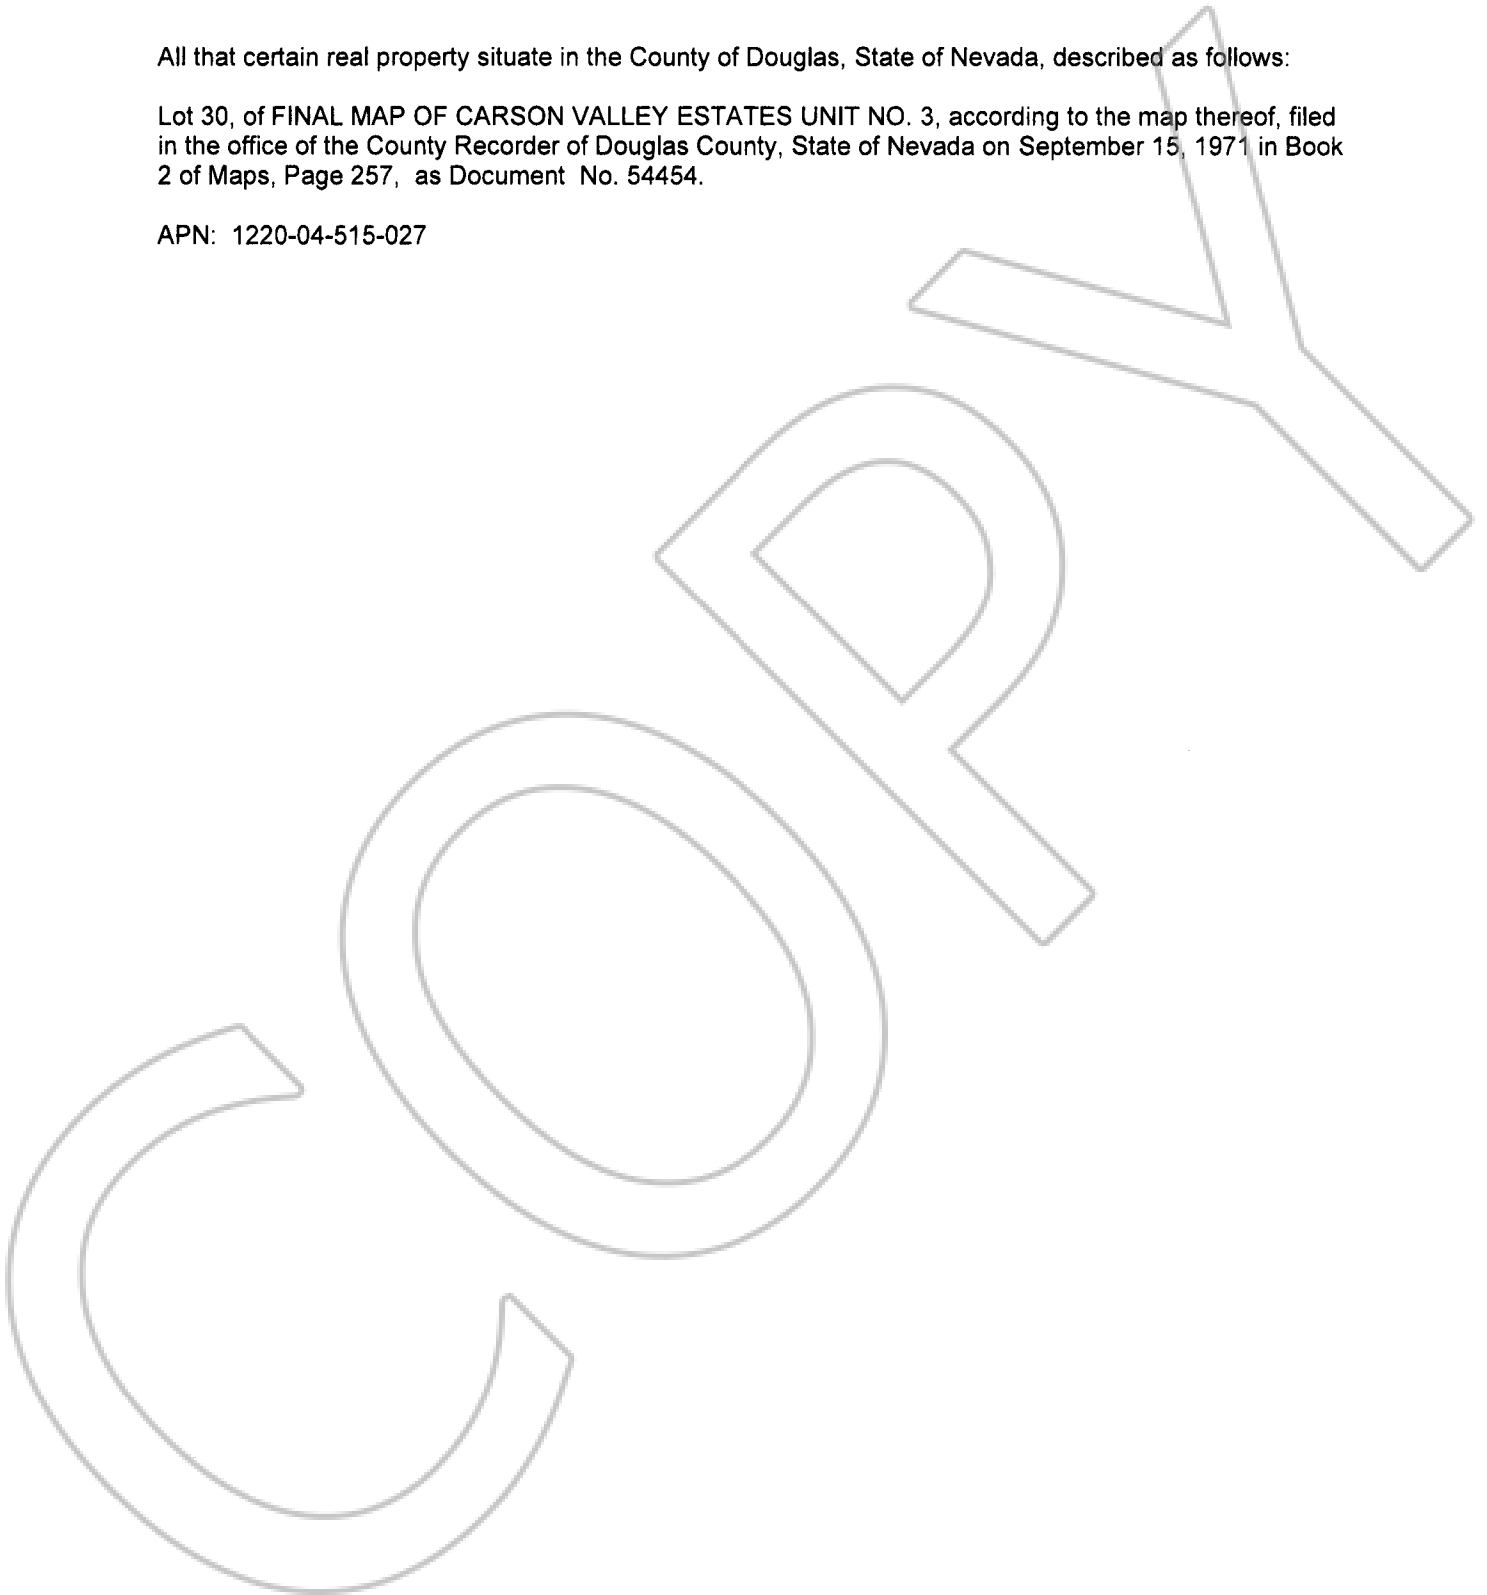 All that certain real property situate in the County of Douglas, State of Nevada, described as follows:
Lot 30, of FINAL MAP OF CARSON VALLEY ESTATES UNIT NO. 3, according to the map thereof, filed
in the office of the County Recorder of Douglas County, State of Nevada on September 15, 1971 in Book
2 of Maps, Page 257,  as Document  No. 54454.
APN:  1220-04-515-027
COPY